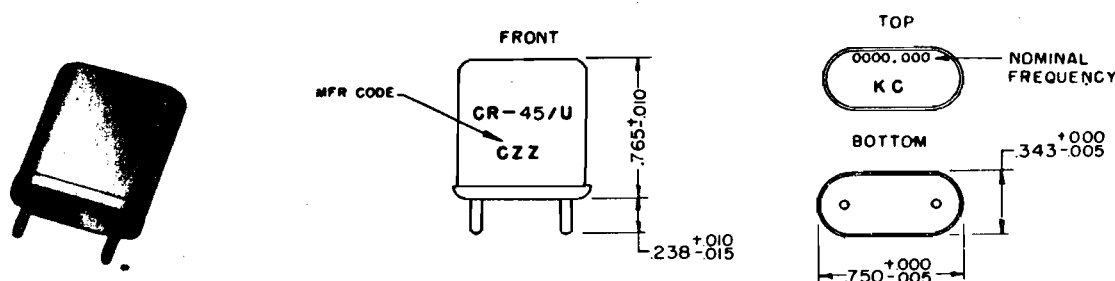 FRONT
MFR CODE
CR-45/U
CZZ
.765±.010
.238 +.010 -.015
TOP
0000.000
KC
NOMINAL
FREQUENCY
BOTTOM
.343 +.000 -.005
.750 +.000 -.005